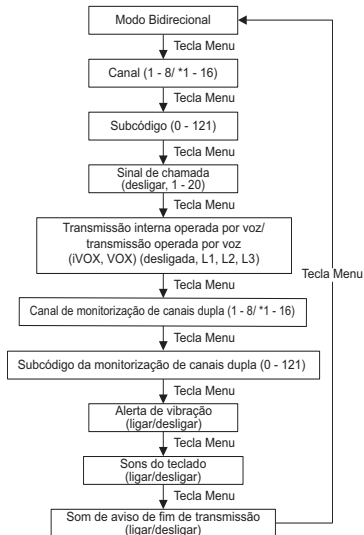 Modo Bidirecional
Tecla Menu
Canal (1 - 8/ *1 - 16)
Tecla Menu
Subcódigo (0 - 121)
Tecla Menu
Sinal de chamada
(desligar, 1 - 20)
Tecla Menu
Transmissão interna operada por voz/
transmissão operada por voz
(iVOX, VOX) (desligada, L1, L2, L3)
Tecla Menu
Tecla Menu
Canal de monitorização de canais dupla (1 - 8/ *1 - 16)
Tecla Menu
Subcódigo da monitorização de canais dupla (0 - 121)
Tecla Menu
Alerta de vibração
(ligar/desligar)
Tecla Menu
Sons do teclado
(ligar/desligar)
Tecla Menu
Som de aviso de fim de transmissão
(ligar/desligar)